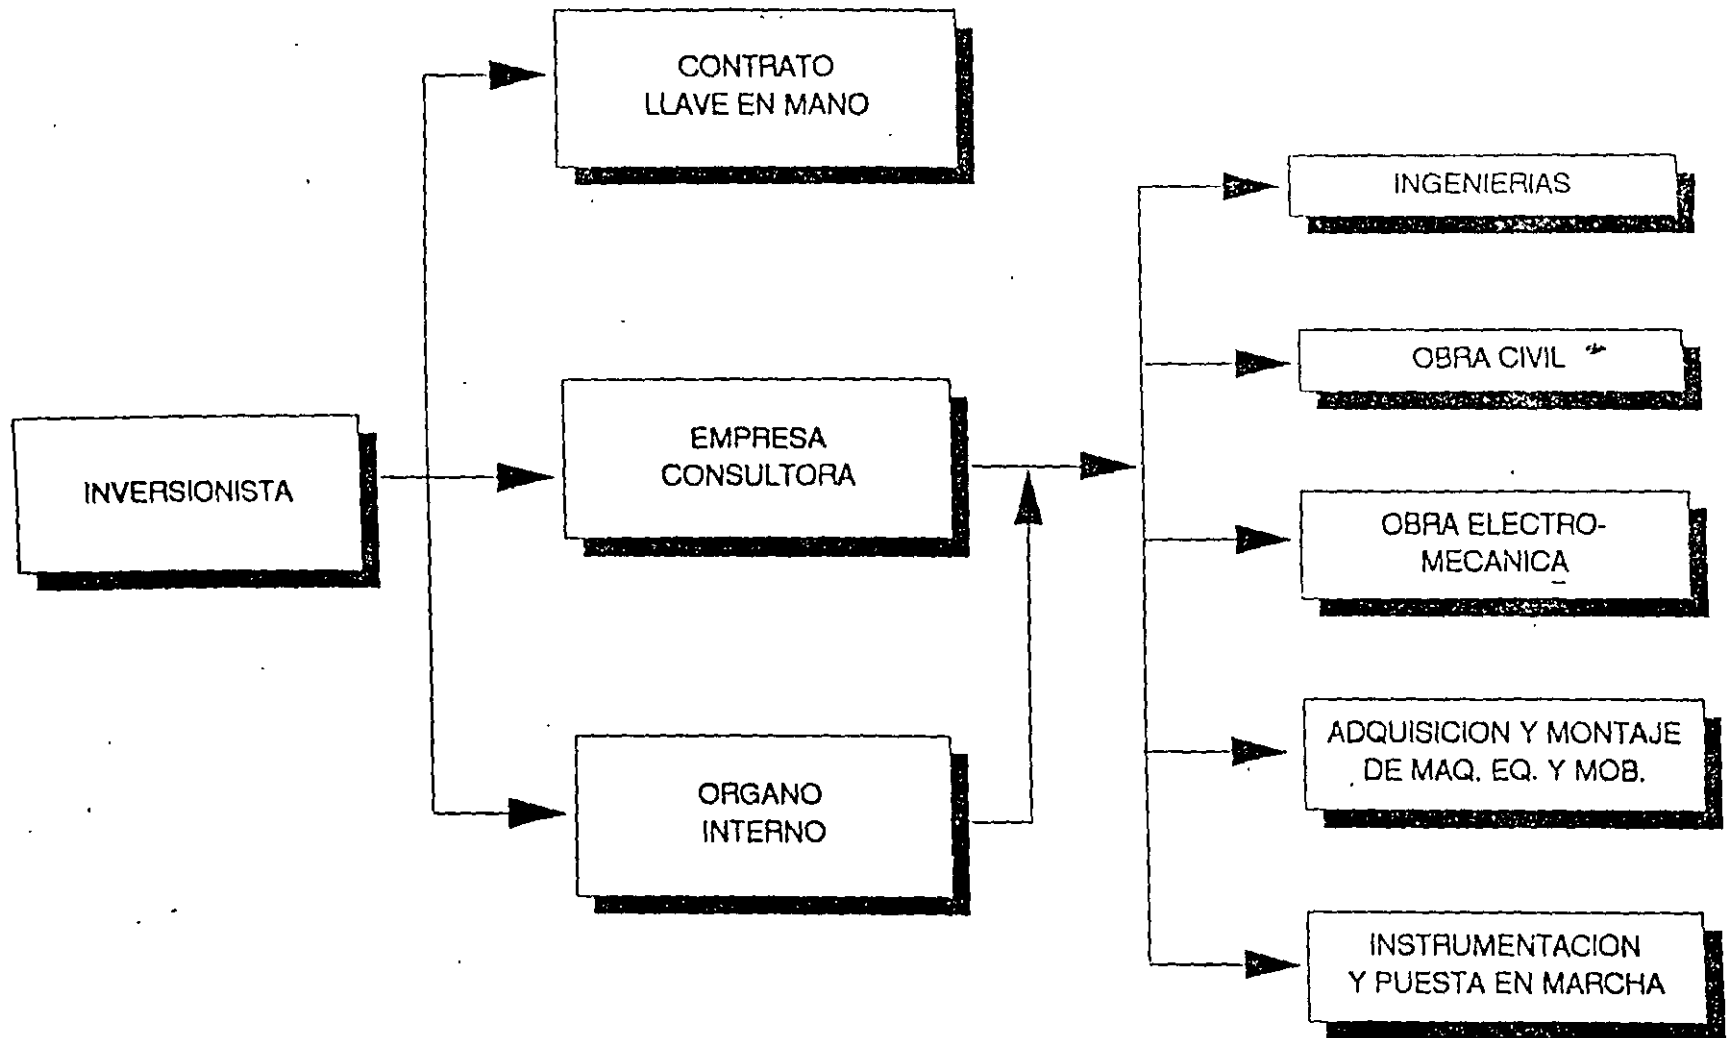 CONTRATO
LLAVE EN MANO
INVERSIONISTA
EMPRESA
CONSULTORA
ORGANO
INTERNO
INGENIERIAS
OBRA CIVIL
OBRA ELECTRO-
MECANICA
ADQUISICION Y MONTAJE
DE MAQ. EQ. Y MOB.
INSTRUMENTACION
Y PUESTA EN MARCHA